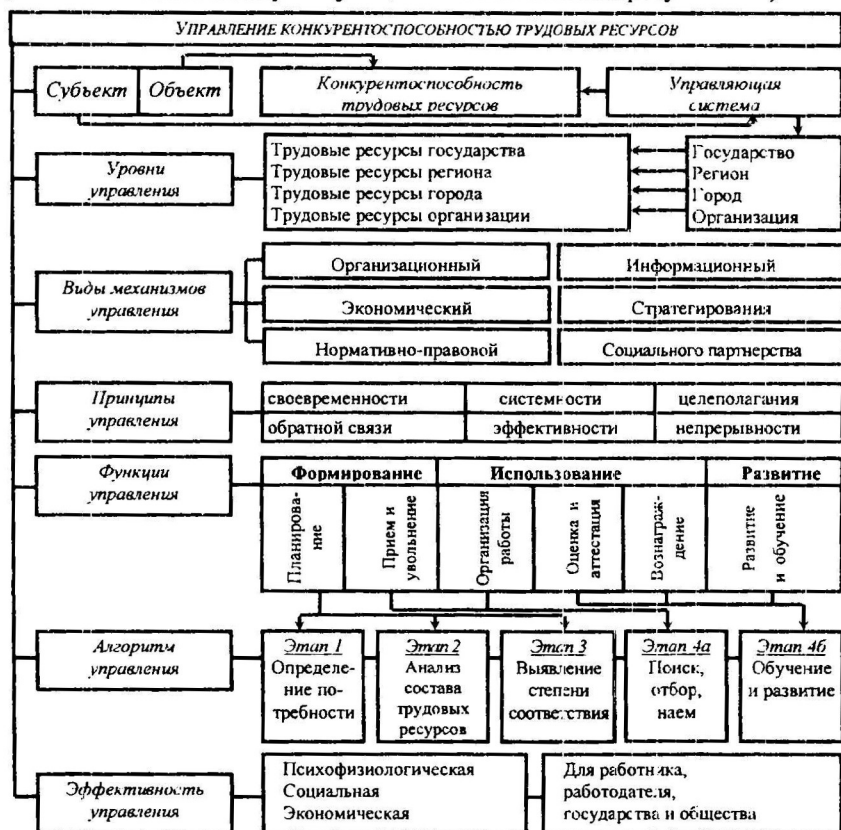 УПРАВЛЕНИЕ КОНКУРЕНТОСПОСОБНОСТЬЮ ТРУДОВЫХ РЕСУРСОВ
Субъект
Объект
Конкурентоспособность
трудовых ресурсов
Управляющая
система
Уровни
управления
Трудовые ресурсы государства
Трудовые ресурсы региона
Трудовые ресурсы города
Трудовые ресурсы организации
Государство
Регион
Город
Организация
Виды механизмов
управления
Организационный
Информационный
Экономический
Стратегирования
Нормативно-правовой
Социального партнерства
Принципы
управления
своевременности
системности
целеполагания
обратной связи
эффективности
непрерывности
Функции
управления
Формирование
Использование
Развитие
Планирова-
ние
Прием и
увольнение
Организация
работы
Оценка и
аттестация
Вознаграж-
дение
Развитие
и обучение
Алгоритм
управления
Этап 1
Определе-
ние по-
требности
Этап 2
Анализ
состава
трудовых
ресурсов
Этап 3
Выявление
степени
соответствия
Этап 4а
Поиск,
отбор,
наем
Этап 4б
Обучение
и развитие
Эффективность
управления
Психофизиологическая
Социальная
Экономическая
Для работника,
работодателя,
государства и общества